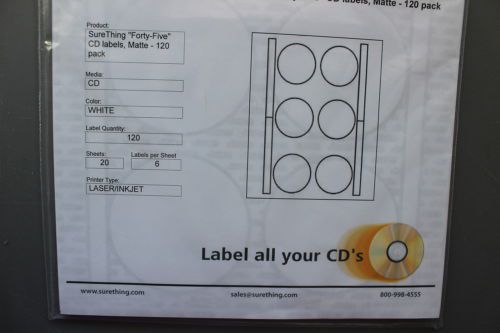 CD labels, Matte - 120 pack
Product:
SureThing "Forty-Five"
CD labels, Matte - 120
pack
Media:
CD
Color:
WHITE
Label Quantity:
120
Sheets:
Labels per Sheet
20
6
Printer Type:
LASER/INKJET
Label all your CD's
www.surething.com
sales@surething.com
800-998-4555